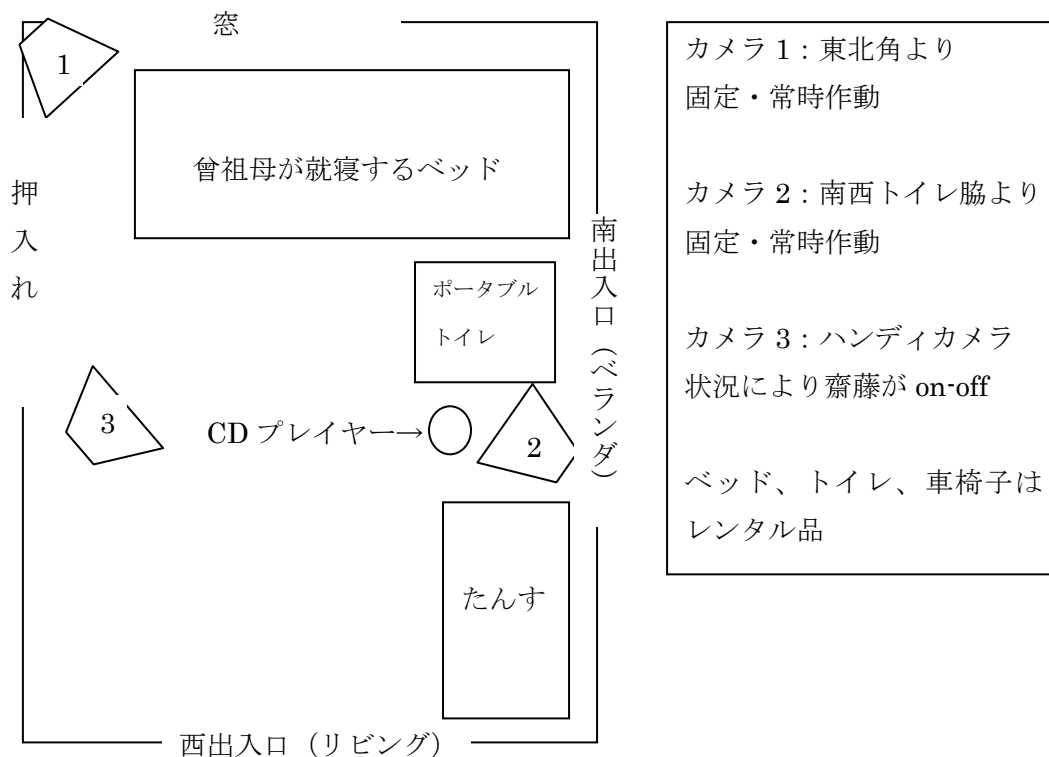 窓
1
曾祖母が就寝するベッド
押入れ
南出入口（ベランダ）
ポータブル
トイレ
3
CD プレイヤー→
2
たんす
西出入口（リビング）
カメラ 1：東北角より
固定・常時作動
カメラ 2：南西トイレ脇より
固定・常時作動
カメラ 3：ハンディカメラ
状況により齋藤が on-off
ベッド、トイレ、車椅子は
レンタル品